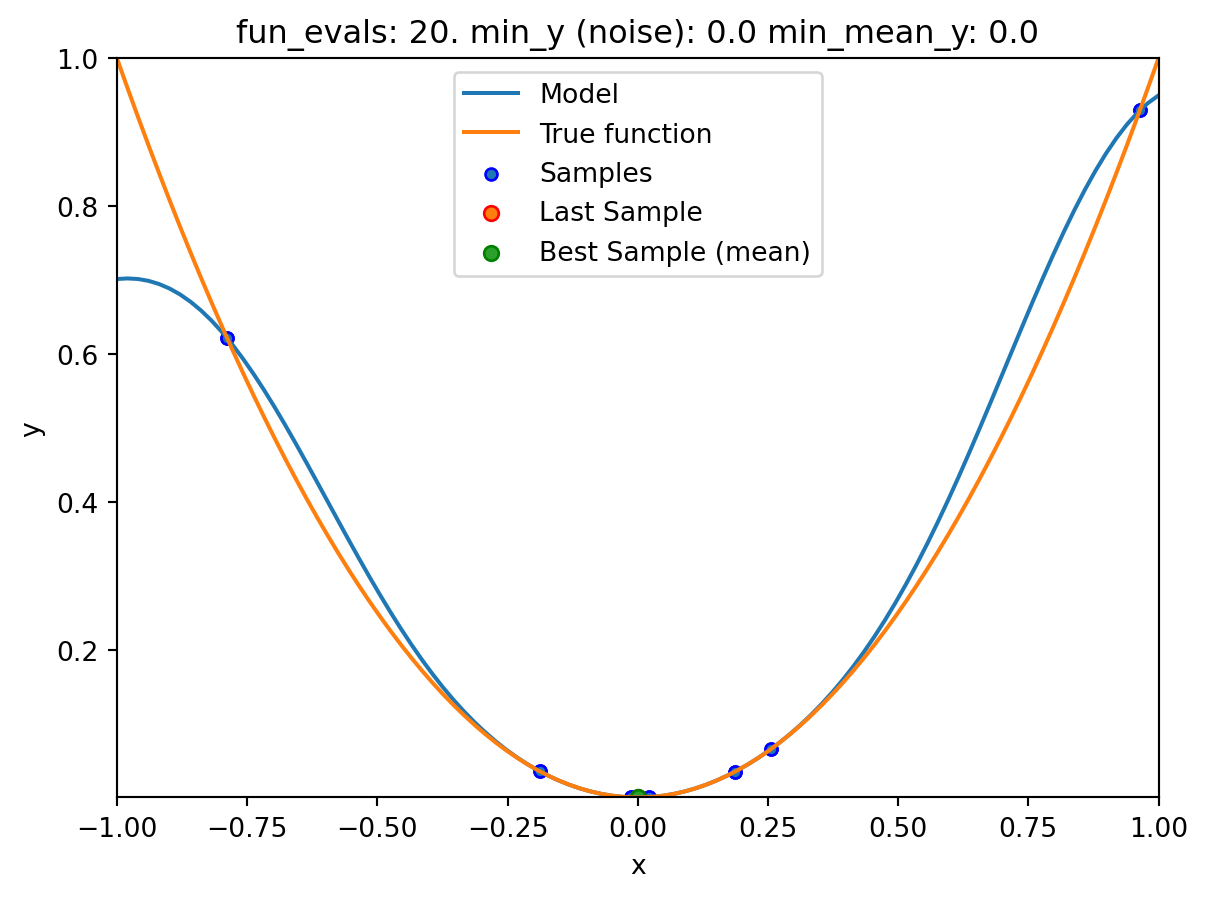 fun_evals: 20. min_y (noise): 0.0 min_mean_y: 0.0
1.0
0.8
0.6
0.4
0.2
y
Model
True function
Samples
Last Sample
Best Sample (mean)
−1.00 −0.75 −0.50 −0.25 0.00 0.25 0.50 0.75 1.00
x